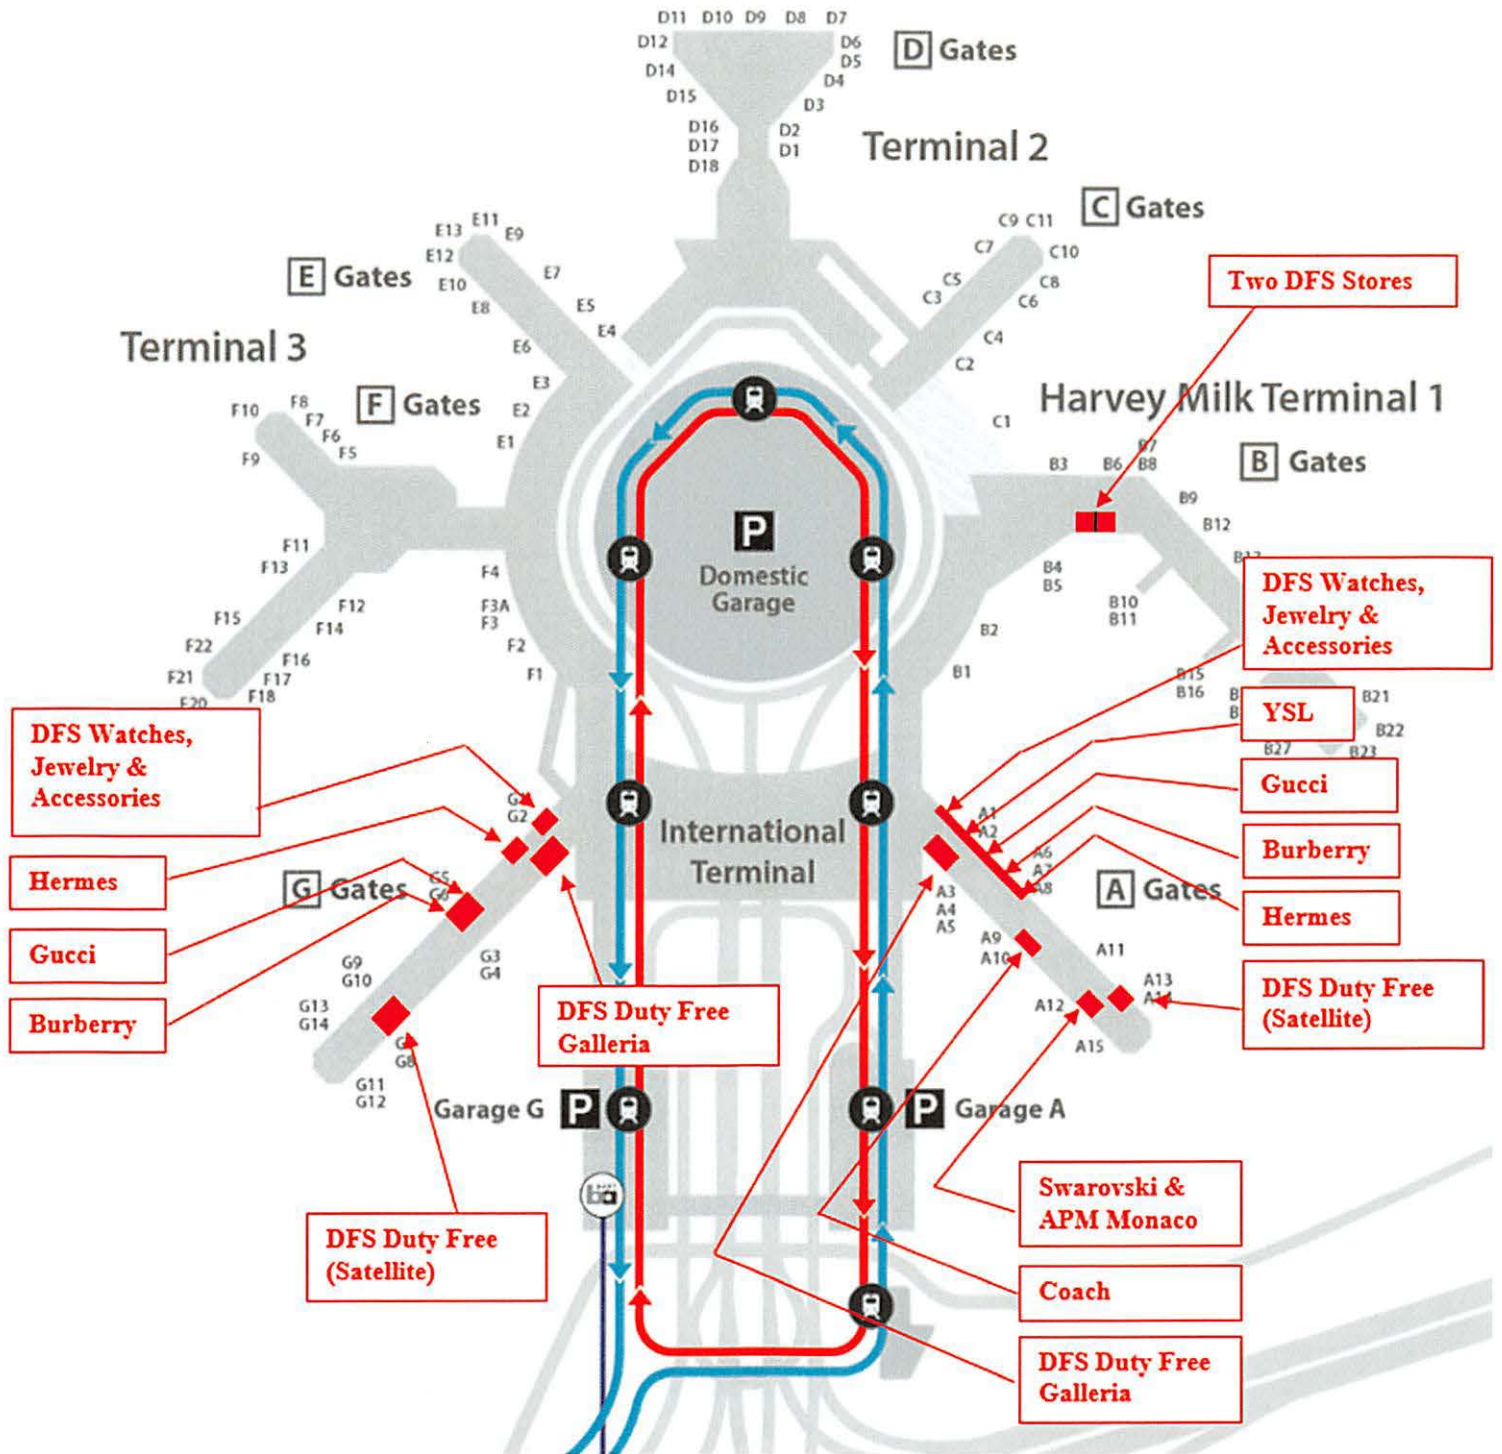 D11 D10 D9 D8 D7
D12
D6
D5
D Gates
D14
D4
D15
D3
D16
D2
D17
D1
D18
Terminal 2
C Gates
E13 E11 E9
C9 C11
E12
C7
C10
E Gates
E10
E7
C5
C8
E8
E5
C3
C6
E4
C4
E6
C2
Two DFS Stores
Terminal 3
E3
Harvey Milk Terminal 1
F Gates
F10
F8
F7
F6
F5
F9
E2
E1
C1
B7
B3
B6
B8
B Gates
B9
B12
P
Domestic
Garage
F11
F13
F4
B4
B5
DFS Watches,
Jewelry &
Accessories
F15
F12
F14
F3A
F3
B10
B11
F22
F2
B2
F16
F17
F18
F21
F20
F1
B1
B15
B16
B21
B22
B23
B27
DFS Watches,
Jewelry &
Accessories
YSL
Gucci
G2
A1
A2
International
Terminal
Burberry
A6
A7
A8
Hermes
G Gates
G5
G6
A3
A4
A5
A Gates
Hermes
Gucci
G3
G4
A9
A10
A11
G9
G10
A13
A14
DFS Duty Free
(Satellite)
Burberry
G13
G14
DFS Duty Free
Galleria
A12
G8
A15
G11
G12
Garage G P
P Garage A
ba
Swarovski &
APM Monaco
DFS Duty Free
(Satellite)
Coach
DFS Duty Free
Galleria